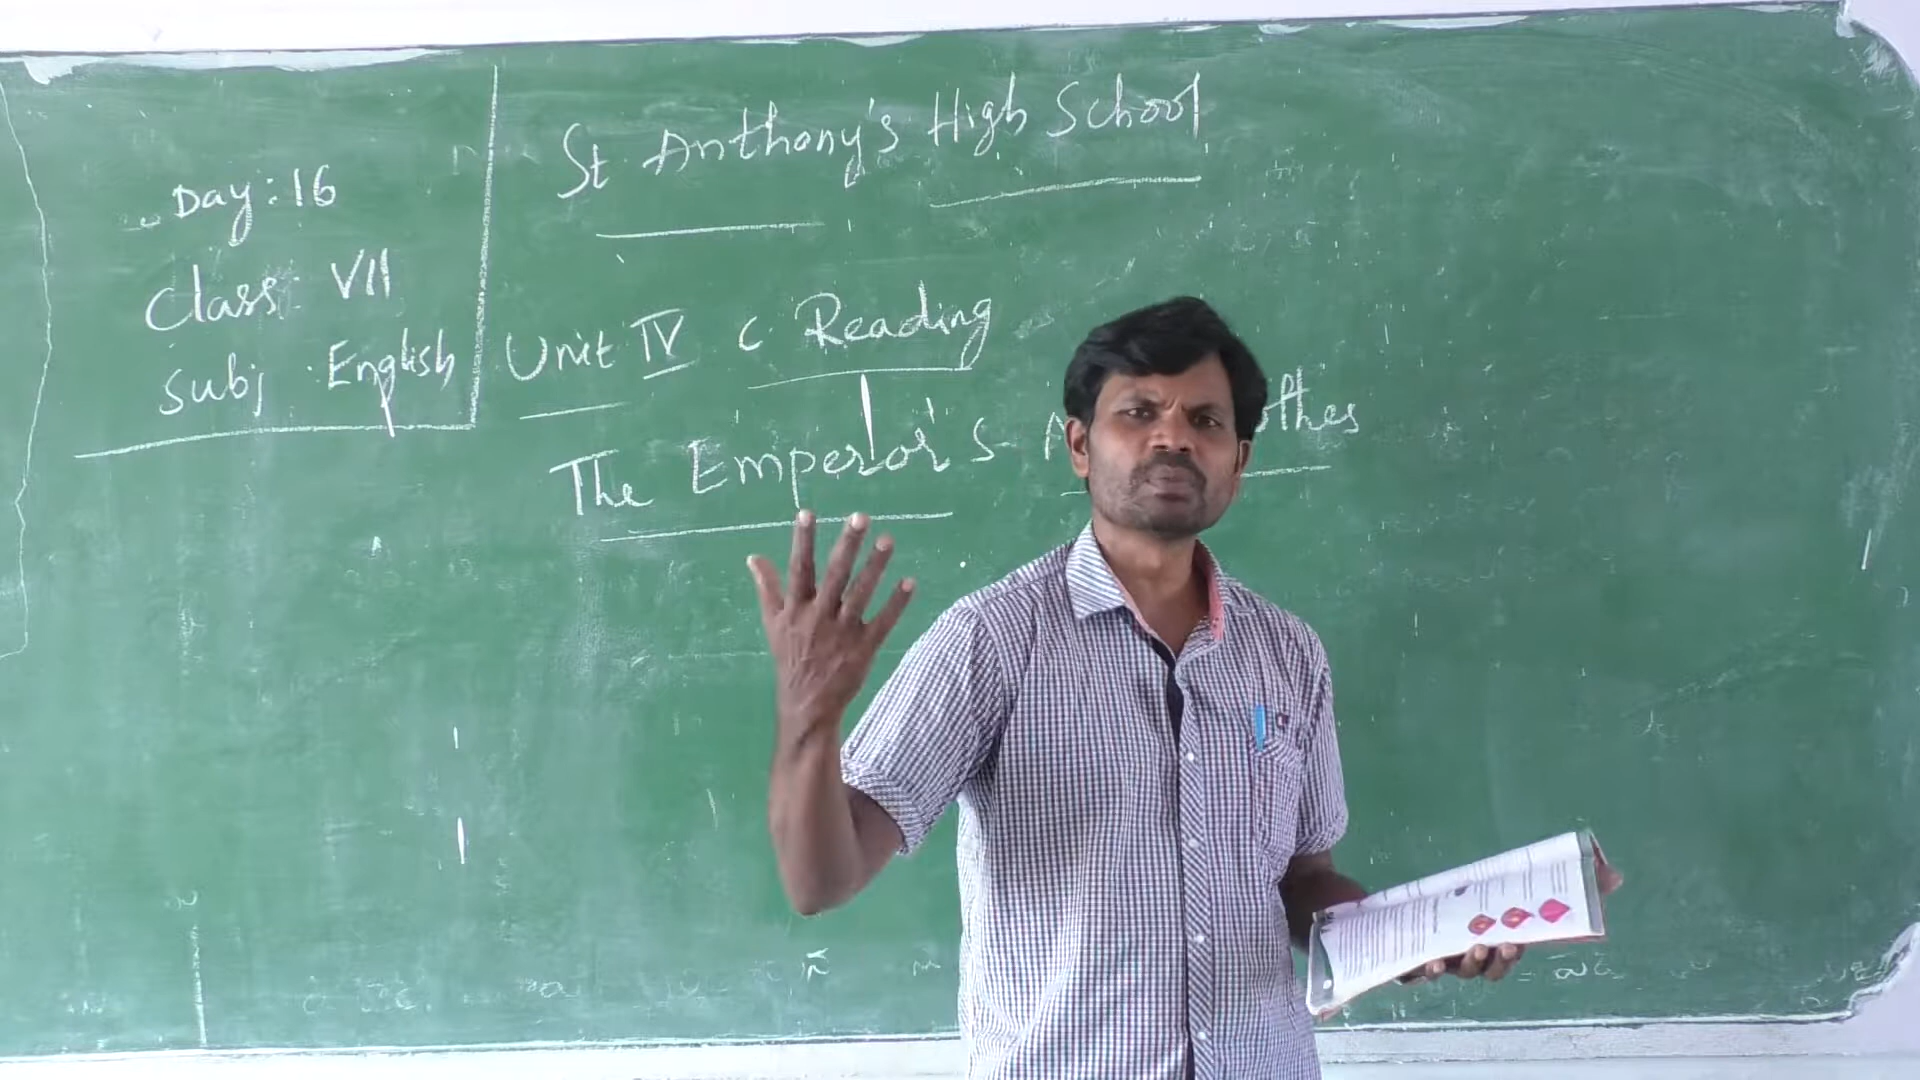 Day: 16
Class: VII
Subj : English
St Anthony's High School
Unit IV C Reading
The Emperor's